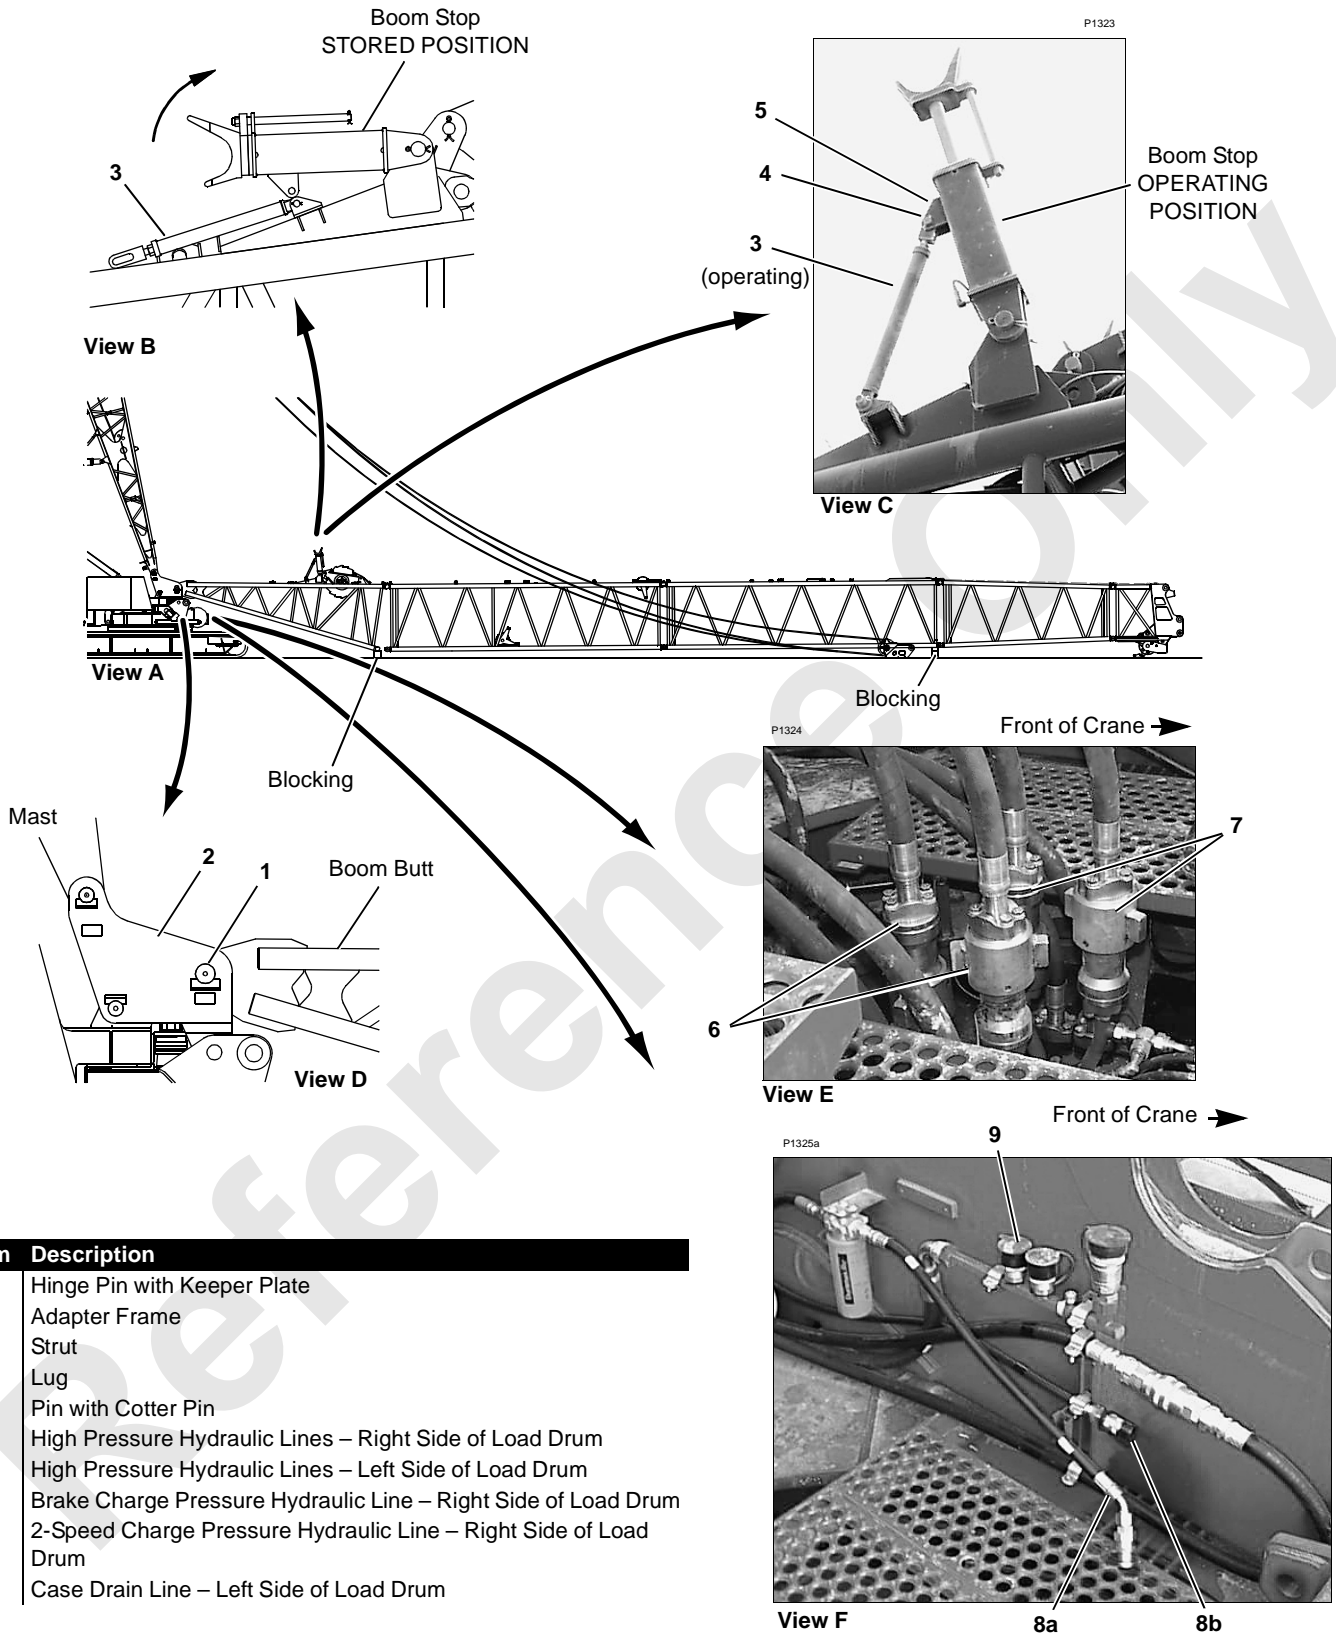 Boom Stop
STORED POSITION
3
View B
P1323
5
4
3
(operating)
Boom Stop
OPERATING
POSITION
View C
View A
Blocking
Blocking
Front of Crane
P1324
7
6
View E
Mast
2
1
Boom Butt
View D
Front of Crane
P1325a
9
8a
8b
View F
m Description
Hinge Pin with Keeper Plate
Adapter Frame
Strut
Lug
Pin with Cotter Pin
High Pressure Hydraulic Lines – Right Side of Load Drum
High Pressure Hydraulic Lines – Left Side of Load Drum
Brake Charge Pressure Hydraulic Line – Right Side of Load Drum
2-Speed Charge Pressure Hydraulic Line – Right Side of Load
Drum
Case Drain Line – Left Side of Load Drum
Reference Only